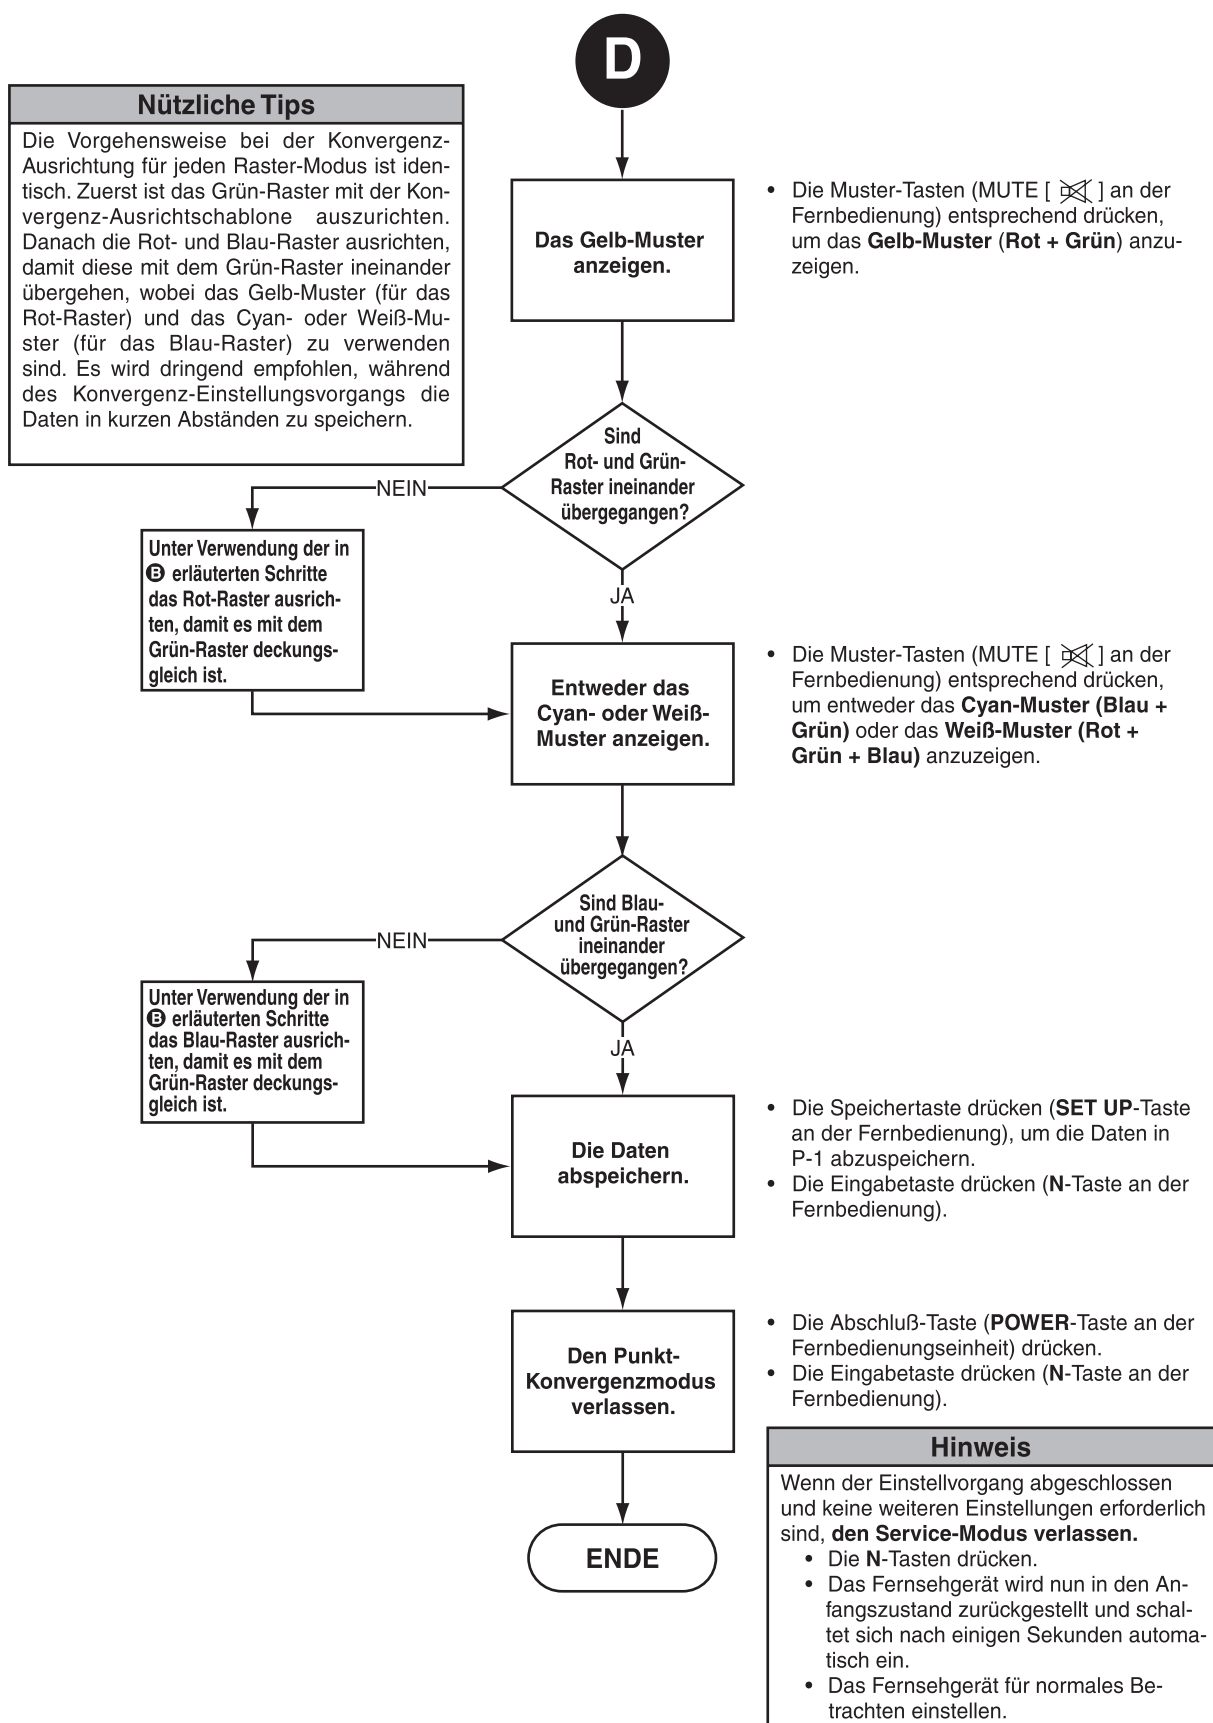 D
Nützliche Tips
Die Vorgehensweise bei der Konvergenz-
Ausrichtung für jeden Raster-Modus ist iden-
tisch. Zuerst ist das Grün-Raster mit der Kon-
vergenz-Ausrichtschablone auszurichten.
Danach die Rot- und Blau-Raster ausrichten,
damit diese mit dem Grün-Raster ineinander
übergehen, wobei das Gelb-Muster (für das
Rot-Raster) und das Cyan- oder Weiß-Mu-
ster (für das Blau-Raster) zu verwenden
sind. Es wird dringend empfohlen, während
des Konvergenz-Einstellungsvorgangs die
Daten in kurzen Abständen zu speichern.
Das Gelb-Muster
anzeigen.
• Die Muster-Tasten (MUTE [ ] an der
Fernbedienung) entsprechend drücken,
um das Gelb-Muster (Rot + Grün) anzu-
zeigen.
Sind
Rot- und Grün-
Raster ineinander
übergegangen?
NEIN
JA
Unter Verwendung der in
B erläuterten Schritte
das Rot-Raster ausrich-
ten, damit es mit dem
Grün-Raster deckungs-
gleich ist.
Entweder das
Cyan- oder Weiß-
Muster anzeigen.
• Die Muster-Tasten (MUTE [ ] an der
Fernbedienung) entsprechend drücken,
um entweder das Cyan-Muster (Blau +
Grün) oder das Weiß-Muster (Rot +
Grün + Blau) anzuzeigen.
Sind Blau-
und Grün-Raster
ineinander
übergegangen?
NEIN
JA
Unter Verwendung der in
B erläuterten Schritte
das Blau-Raster ausrich-
ten, damit es mit dem
Grün-Raster deckungs-
gleich ist.
Die Daten
abspeichern.
• Die Speichertaste drücken (SET UP-Taste
an der Fernbedienung), um die Daten in
P-1 abzuspeichern.
• Die Eingabetaste drücken (N-Taste an der
Fernbedienung).
Den Punkt-
Konvergenzmodus
verlassen.
• Die Abschluß-Taste (POWER-Taste an der
Fernbedienungseinheit) drücken.
• Die Eingabetaste drücken (N-Taste an der
Fernbedienung).
ENDE
Hinweis
Wenn der Einstellvorgang abgeschlossen
und keine weiteren Einstellungen erforderlich
sind, den Service-Modus verlassen.
• Die N-Tasten drücken.
• Das Fernsehgerät wird nun in den An-
fangszustand zurückgestellt und schal-
tet sich nach einigen Sekunden automa-
tisch ein.
• Das Fernsehgerät für normales Be-
trachten einstellen.